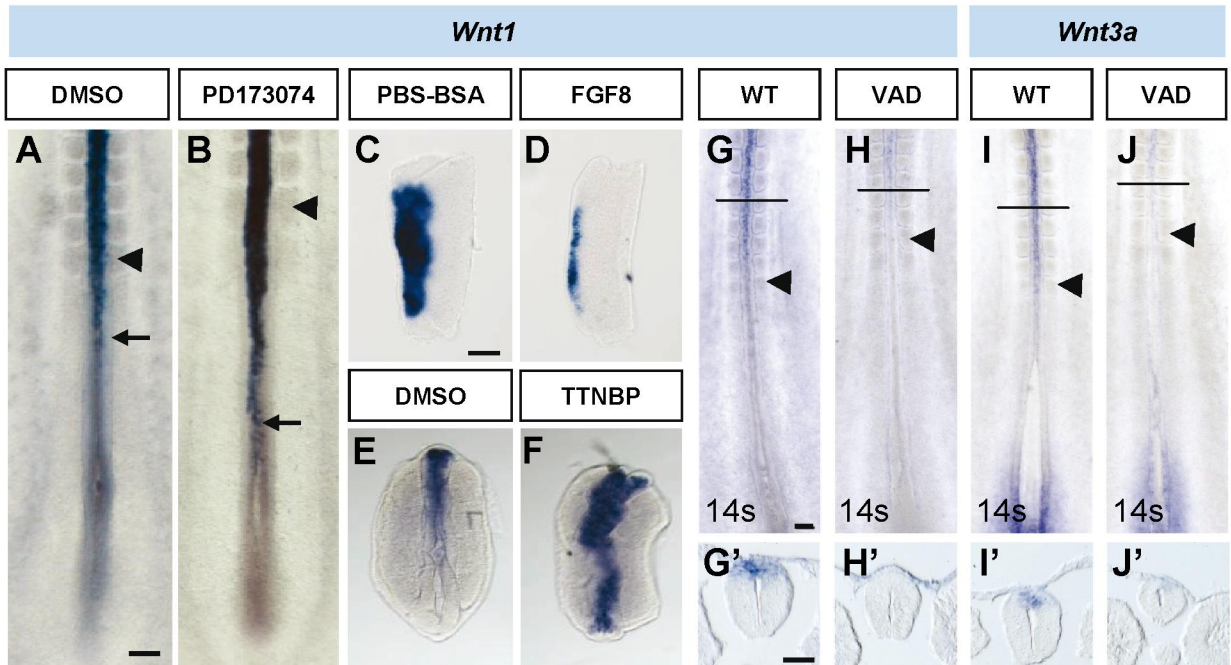 Wnt1 Wnt3a
DMSO PD173074 PBS-BSA FGF8 WT VAD WT VAD
A B C D G H I J
DMSO TTNBP
E F
14s 14s 14s 14s
G’ H’ I’ J’